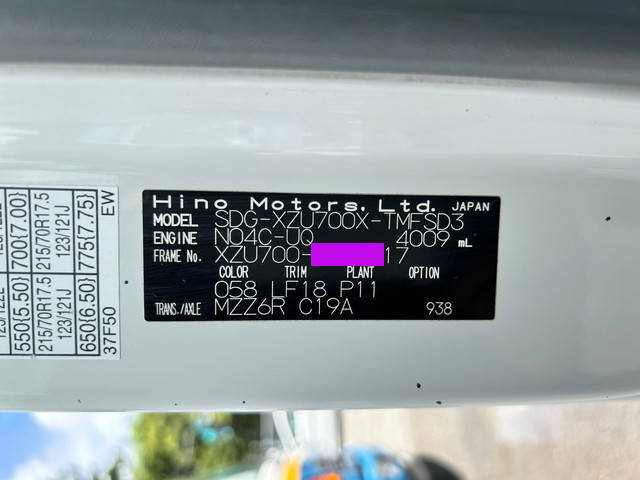 Hino Motors, Ltd. JAPAN
MODEL SDG-XZU700X-TMFSD3
ENGINE N04C-UQ 4009 mL
FRAME No. XZU700- 17
COLOR TRIM PLANT OPTION
058 LF18 P11
TRANS./AXLE MZZ6R C19A 938
550(5.50) 700(7.00)
215/70R17.5 215/70R17.5
123/121J 123/121J
650(6.50) 775(7.75)
37F50 EW